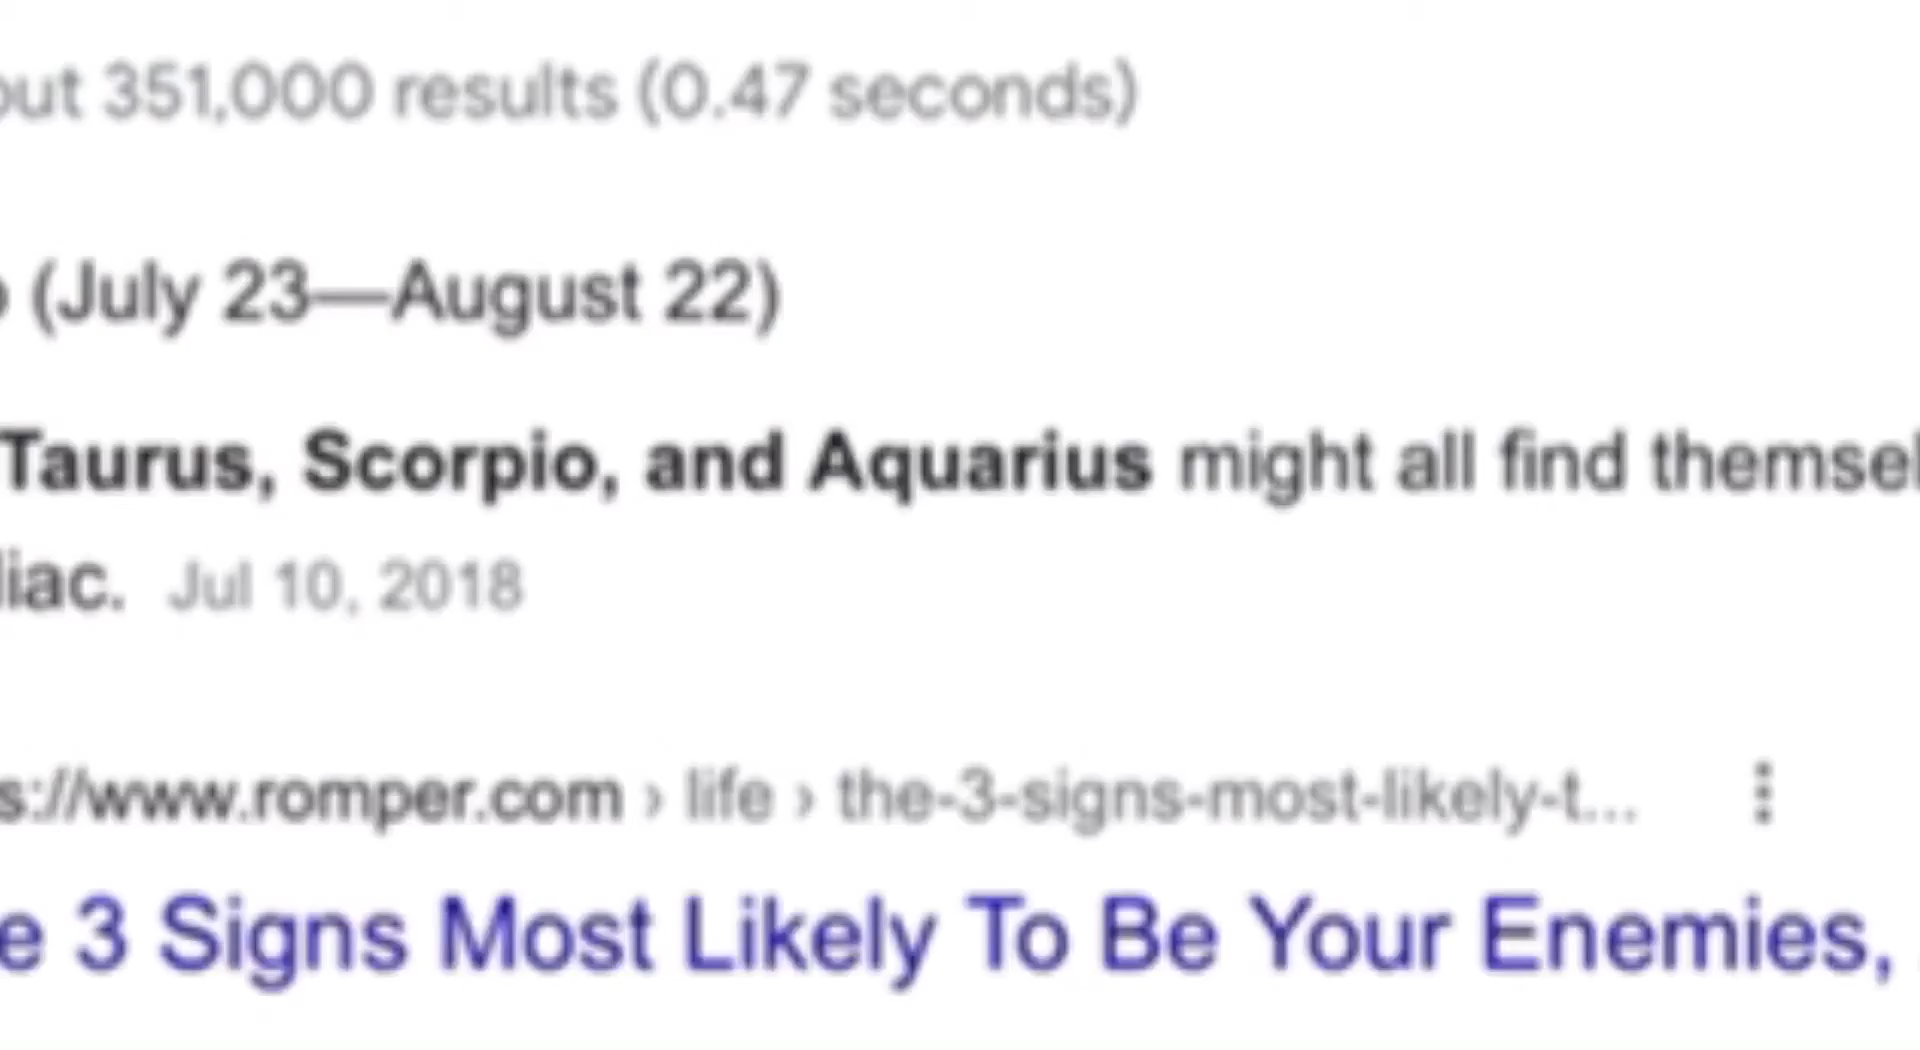 out 351,000 results (0.47 seconds)
o (July 23—August 22)
Taurus, Scorpio, and Aquarius might all find themsel
liac. Jul 10, 2018
s://www.romper.com › life › the-3-signs-most-likely-t...
e 3 Signs Most Likely To Be Your Enemies,